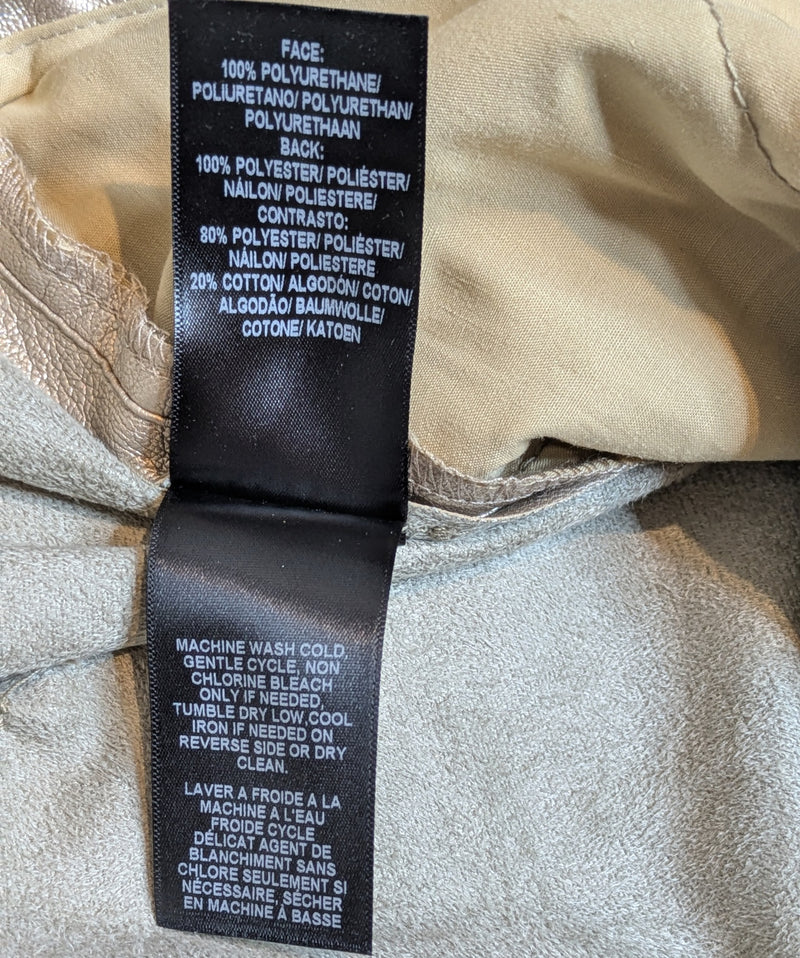 FACE:
100% POLYURETHANE/
POLIURETANO/ POLYURETHAN/
POLYURETHAAN
BACK:
100% POLYESTER/ POLIÉSTER/
NÁILON/ POLIESTERE/
CONTRASTO:
80% POLYESTER/ POLIÉSTER/
NÁILON/ POLIESTERE
20% COTTON/ ALGODÓN/ COTON/
ALGODÃO/ BAUMWOLLE/
COTONE/ KATOEN
MACHINE WASH COLD,
GENTLE CYCLE, NON
CHLORINE BLEACH
ONLY IF NEEDED,
TUMBLE DRY LOW,COOL
IRON IF NEEDED ON
REVERSE SIDE OR DRY
CLEAN.
LAVER A FROIDE A LA
MACHINE A L'EAU
FROIDE CYCLE
DÉLICAT AGENT DE
BLANCHIMENT SANS
CHLORE SEULEMENT SI
NÉCESSAIRE, SÉCHER
EN MACHINE À BASSE